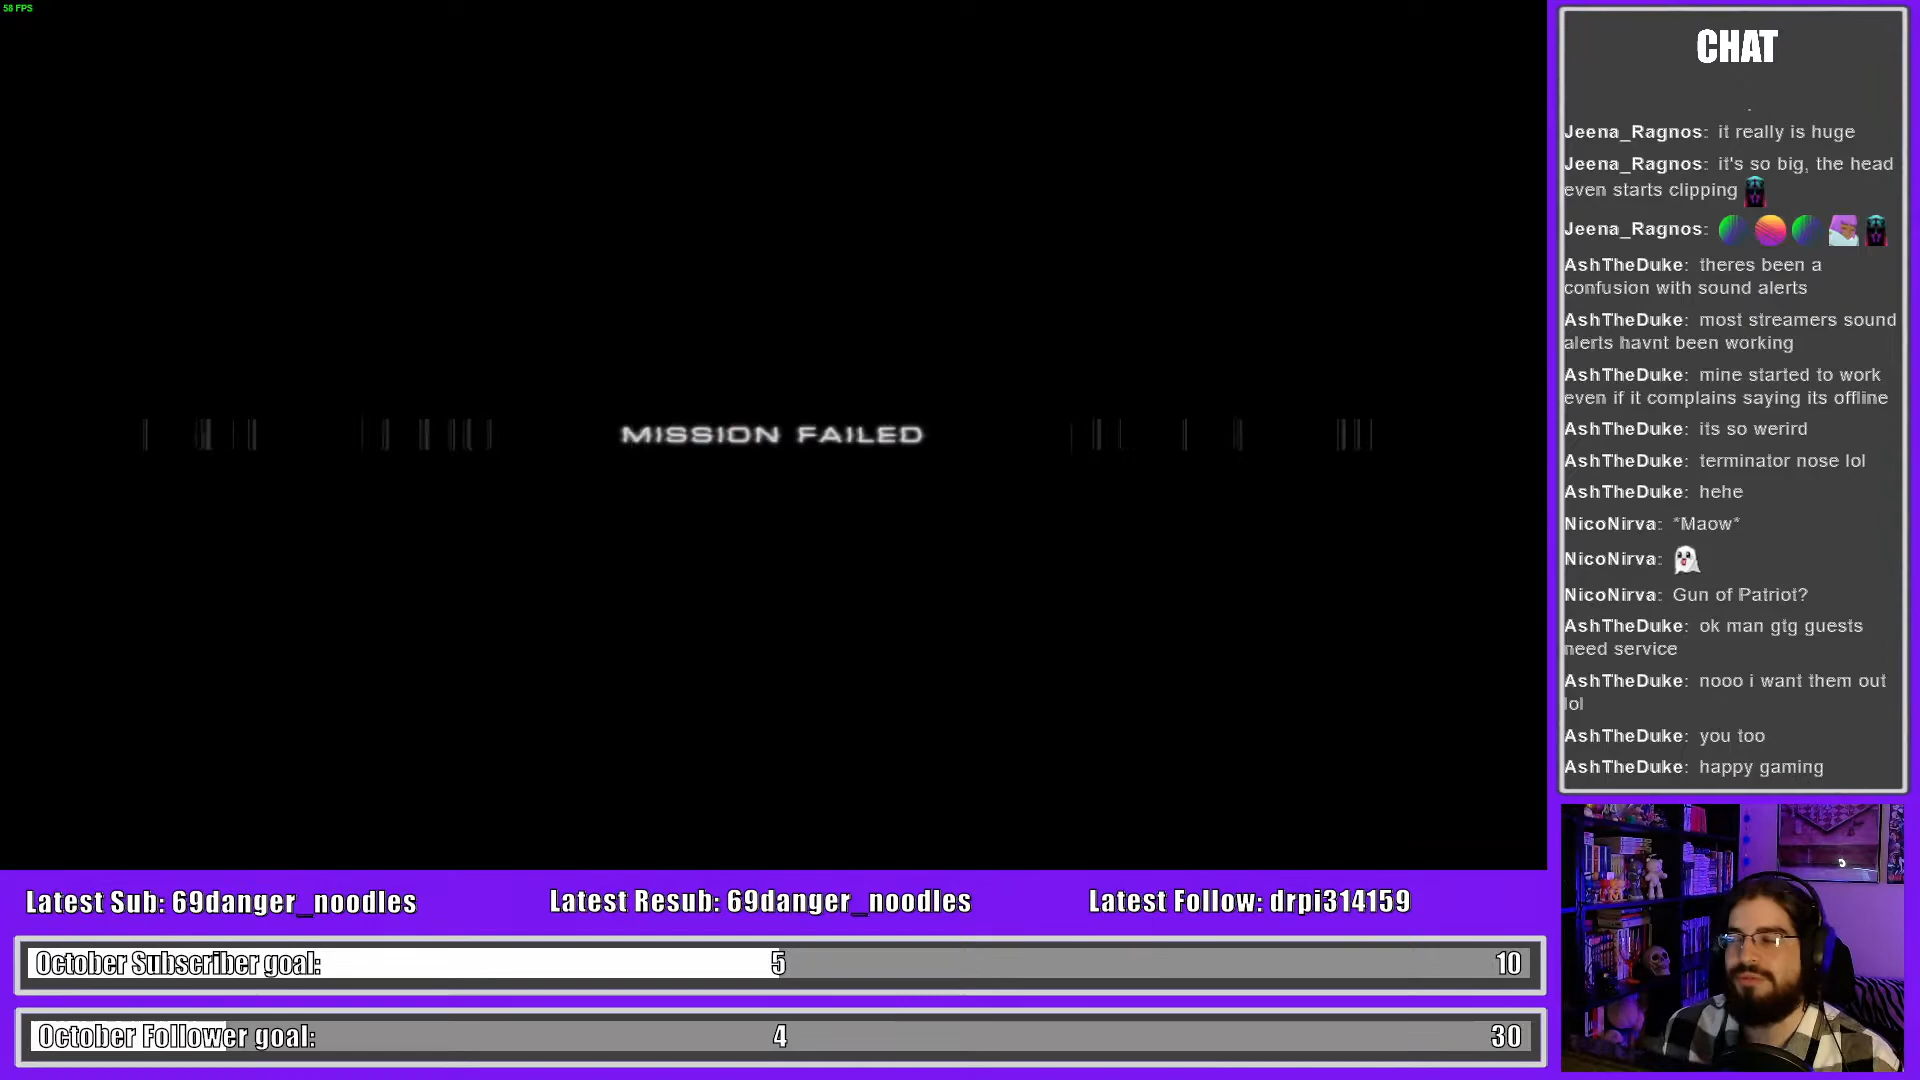 58 FPS
CHAT
Jeena_Ragnos: it really is huge
Jeena_Ragnos: it's so big, the head
even starts clipping
Jeena_Ragnos:
AshTheDuke: theres been a
confusion with sound alerts
AshTheDuke: most streamers sound
alerts havnt been working
AshTheDuke: mine started to work
even if it complains saying its offline
AshTheDuke: its so werird
AshTheDuke: terminator nose lol
AshTheDuke: hehe
NicoNirva: *Maow*
NicoNirva:
NicoNirva: Gun of Patriot?
AshTheDuke: ok man gtg guests
need service
AshTheDuke: nooo i want them out
lol
AshTheDuke: you too
AshTheDuke: happy gaming
MISSION FAILED
Latest Sub: 69danger_noodles
Latest Resub: 69danger_noodles
Latest Follow: drpi314159
October Subscriber goal: 5 10
October Follower goal: 4 30